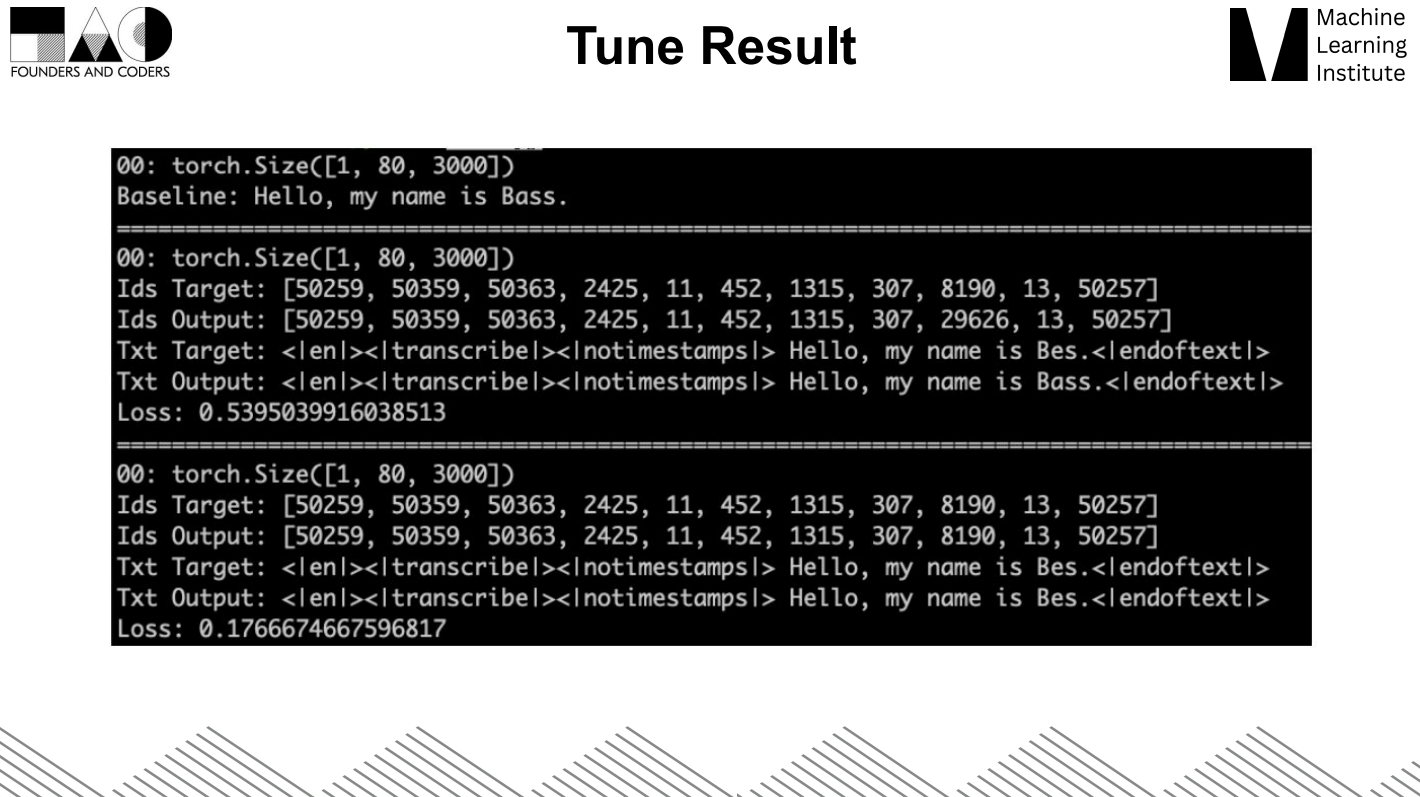 FOUNDERS AND CODERS
Tune Result
Machine
Learning
Institute
00: torch.Size([1, 80, 3000])
Baseline: Hello, my name is Bass.
========================================================================================
00: torch.Size([1, 80, 3000])
Ids Target: [50259, 50359, 50363, 2425, 11, 452, 1315, 307, 8190, 13, 50257]
Ids Output: [50259, 50359, 50363, 2425, 11, 452, 1315, 307, 29626, 13, 50257]
Txt Target: <|en|><|transcribe|><|notimestamps|> Hello, my name is Bes.<|endoftext|>
Txt Output: <|en|><|transcribe|><|notimestamps|> Hello, my name is Bass.<|endoftext|>
Loss: 0.5395039916038513
========================================================================================
00: torch.Size([1, 80, 3000])
Ids Target: [50259, 50359, 50363, 2425, 11, 452, 1315, 307, 8190, 13, 50257]
Ids Output: [50259, 50359, 50363, 2425, 11, 452, 1315, 307, 8190, 13, 50257]
Txt Target: <|en|><|transcribe|><|notimestamps|> Hello, my name is Bes.<|endoftext|>
Txt Output: <|en|><|transcribe|><|notimestamps|> Hello, my name is Bes.<|endoftext|>
Loss: 0.1766674667596817